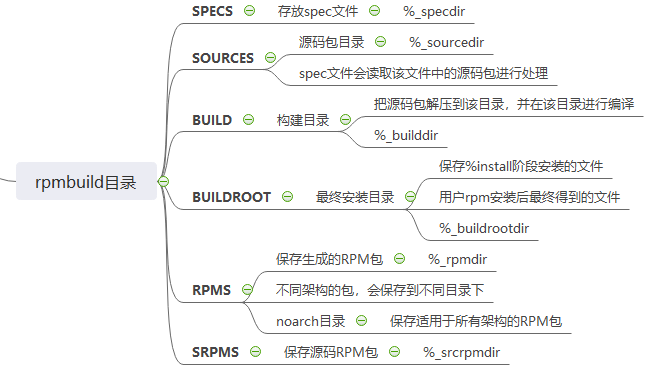 SPECS 存放spec文件 %_specdir
源码包目录 %_sourcedir
SOURCES
spec文件会读取该文件中的源码包进行处理
把源码包解压到该目录，并在该目录进行编译
BUILD 构建目录
%_builddir
保存%install阶段安装的文件
rpmbuild目录
BUILDROOT 最终安装目录 用户rpm安装后最终得到的文件
%_buildrootdir
保存生成的RPM包 %_rpmdir
RPMS 不同架构的包，会保存到不同目录下
noarch目录 保存适用于所有架构的RPM包
SRPMS 保存源码RPM包 %_srcrpmdir